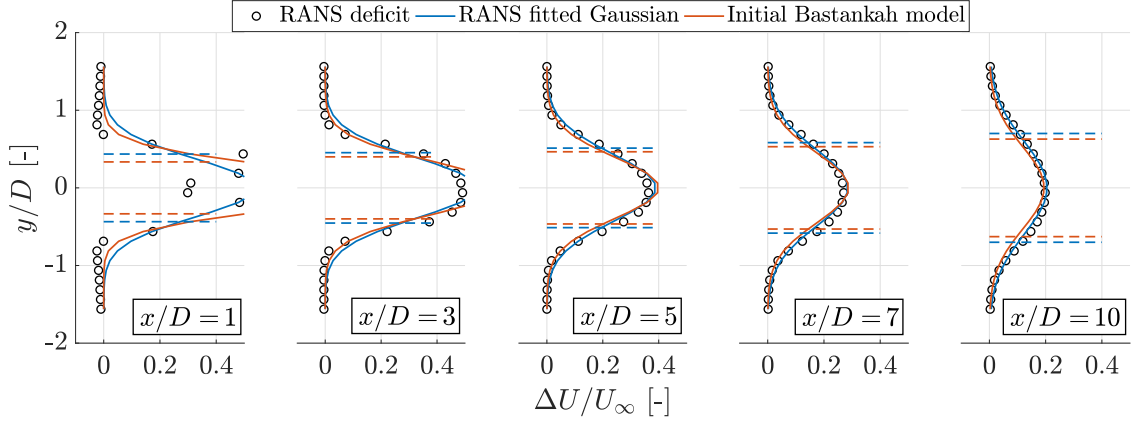 RANS deficit RANS fitted Gaussian Initial Bastankah model
2
1
0
-1
-2
y/D [-]
x/D = 1 x/D = 3 x/D = 5 x/D = 7 x/D = 10
0 0.2 0.4 0 0.2 0.4 0 0.2 0.4 0 0.2 0.4 0 0.2 0.4
ΔU/U∞ [-]